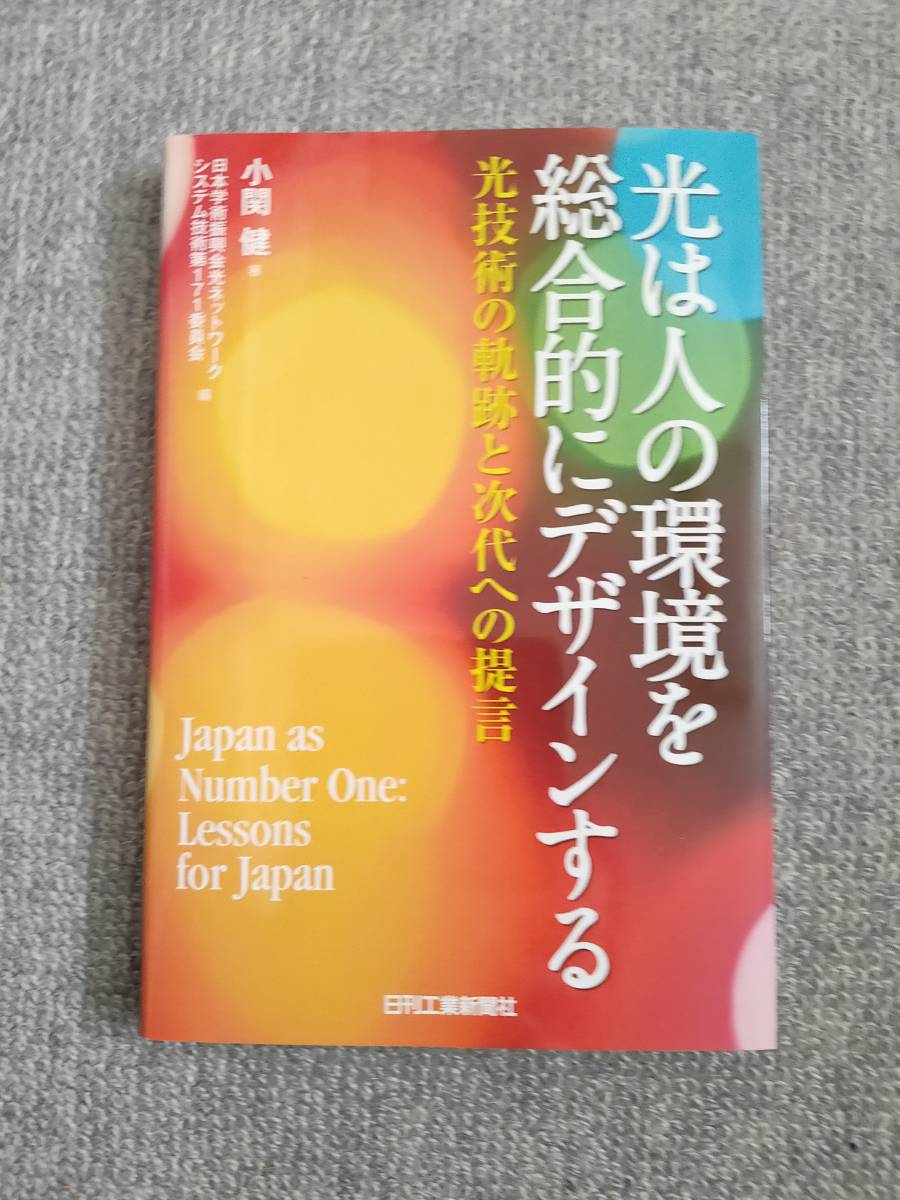 光は人の環境を
総合的にデザインする
光技術の軌跡と次代への提言
小関 健 著
日本学術振興会光ネットワーク
システム技術第171委員会 編
Japan as
Number One:
Lessons
for Japan
日刊工業新聞社